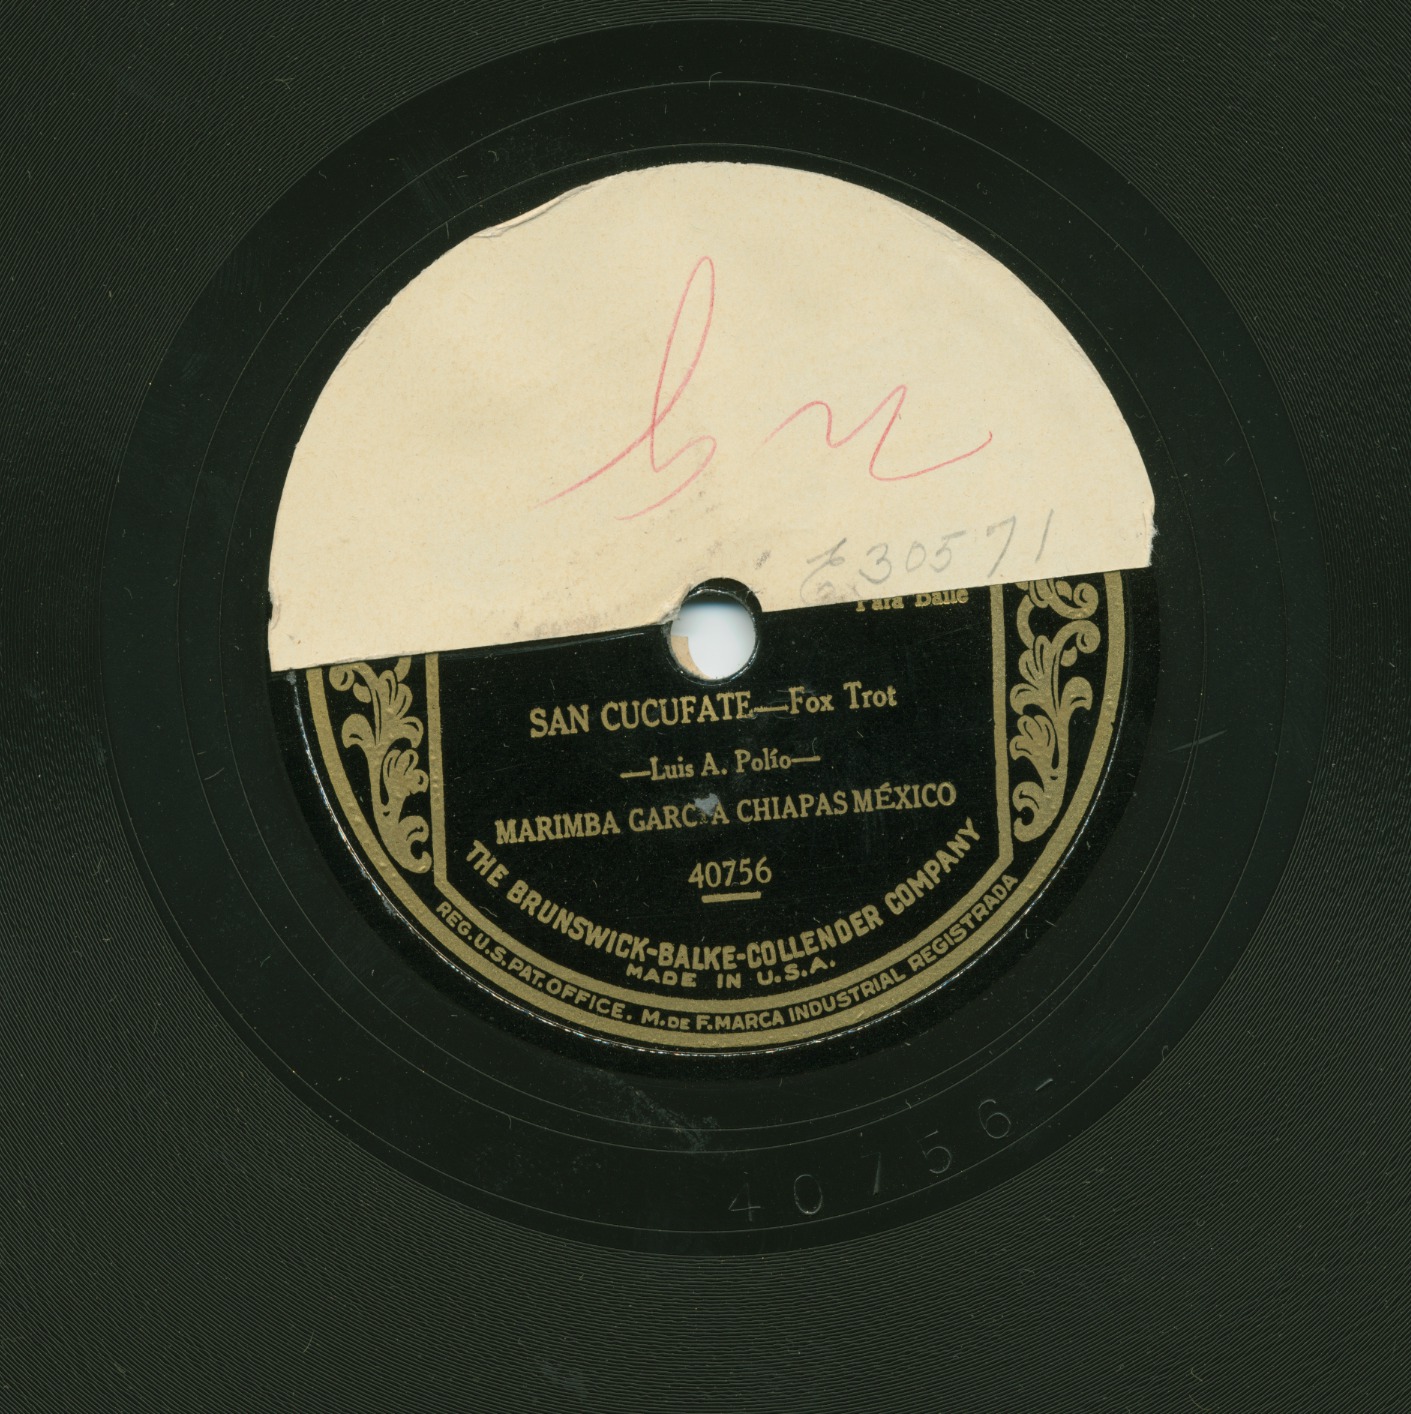 E30571
Para Baile
SAN CUCUFATE—Fox Trot
—Luis A. Polío—
MARIMBA GARCIA CHIAPAS MÉXICO
40756
THE BRUNSWICK-BALKE-COLLENDER COMPANY
MADE IN U.S.A.
REG. U.S. PAT. OFFICE. M. DE F. MARCA INDUSTRIAL REGISTRADA
40756-